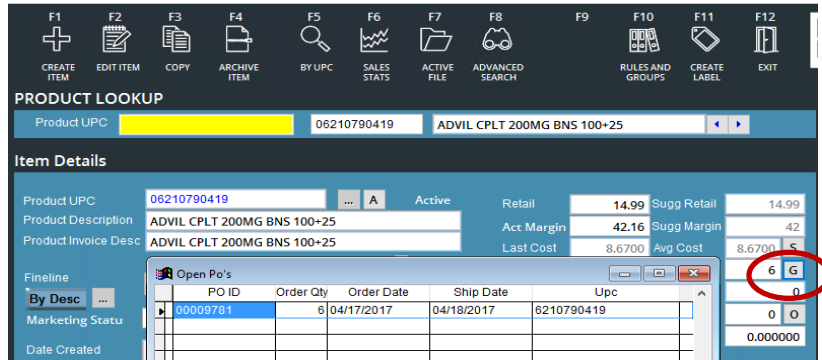 F1 F2 F3 F4 F5 F6 F7 F8 F9 F10 F11 F12
CREATE ITEM EDIT ITEM COPY ARCHIVE ITEM BY UPC SALES STATS ACTIVE FILE ADVANCED SEARCH RULES AND GROUPS CREATE LABEL EXIT
PRODUCT LOOKUP
Product UPC 06210790419 ADVIL CPLT 200MG BNS 100+25
Item Details
Product UPC 06210790419 ... A Active Retail 14.99 Sugg Retail 14.99
Product Description ADVIL CPLT 200MG BNS 100+25 Act Margin 42.16 Sugg Margin 42
Product Invoice Desc ADVIL CPLT 200MG BNS 100+25 Last Cost 8.6700 Avg Cost 8.6700 S
Fineline Open Po's 6 G
PO ID Order Qty Order Date Ship Date Upc 0
By Desc ... 00009781 6 04/17/2017 04/18/2017 6210790419
Marketing Statu 0 O
0.000000
Date Created